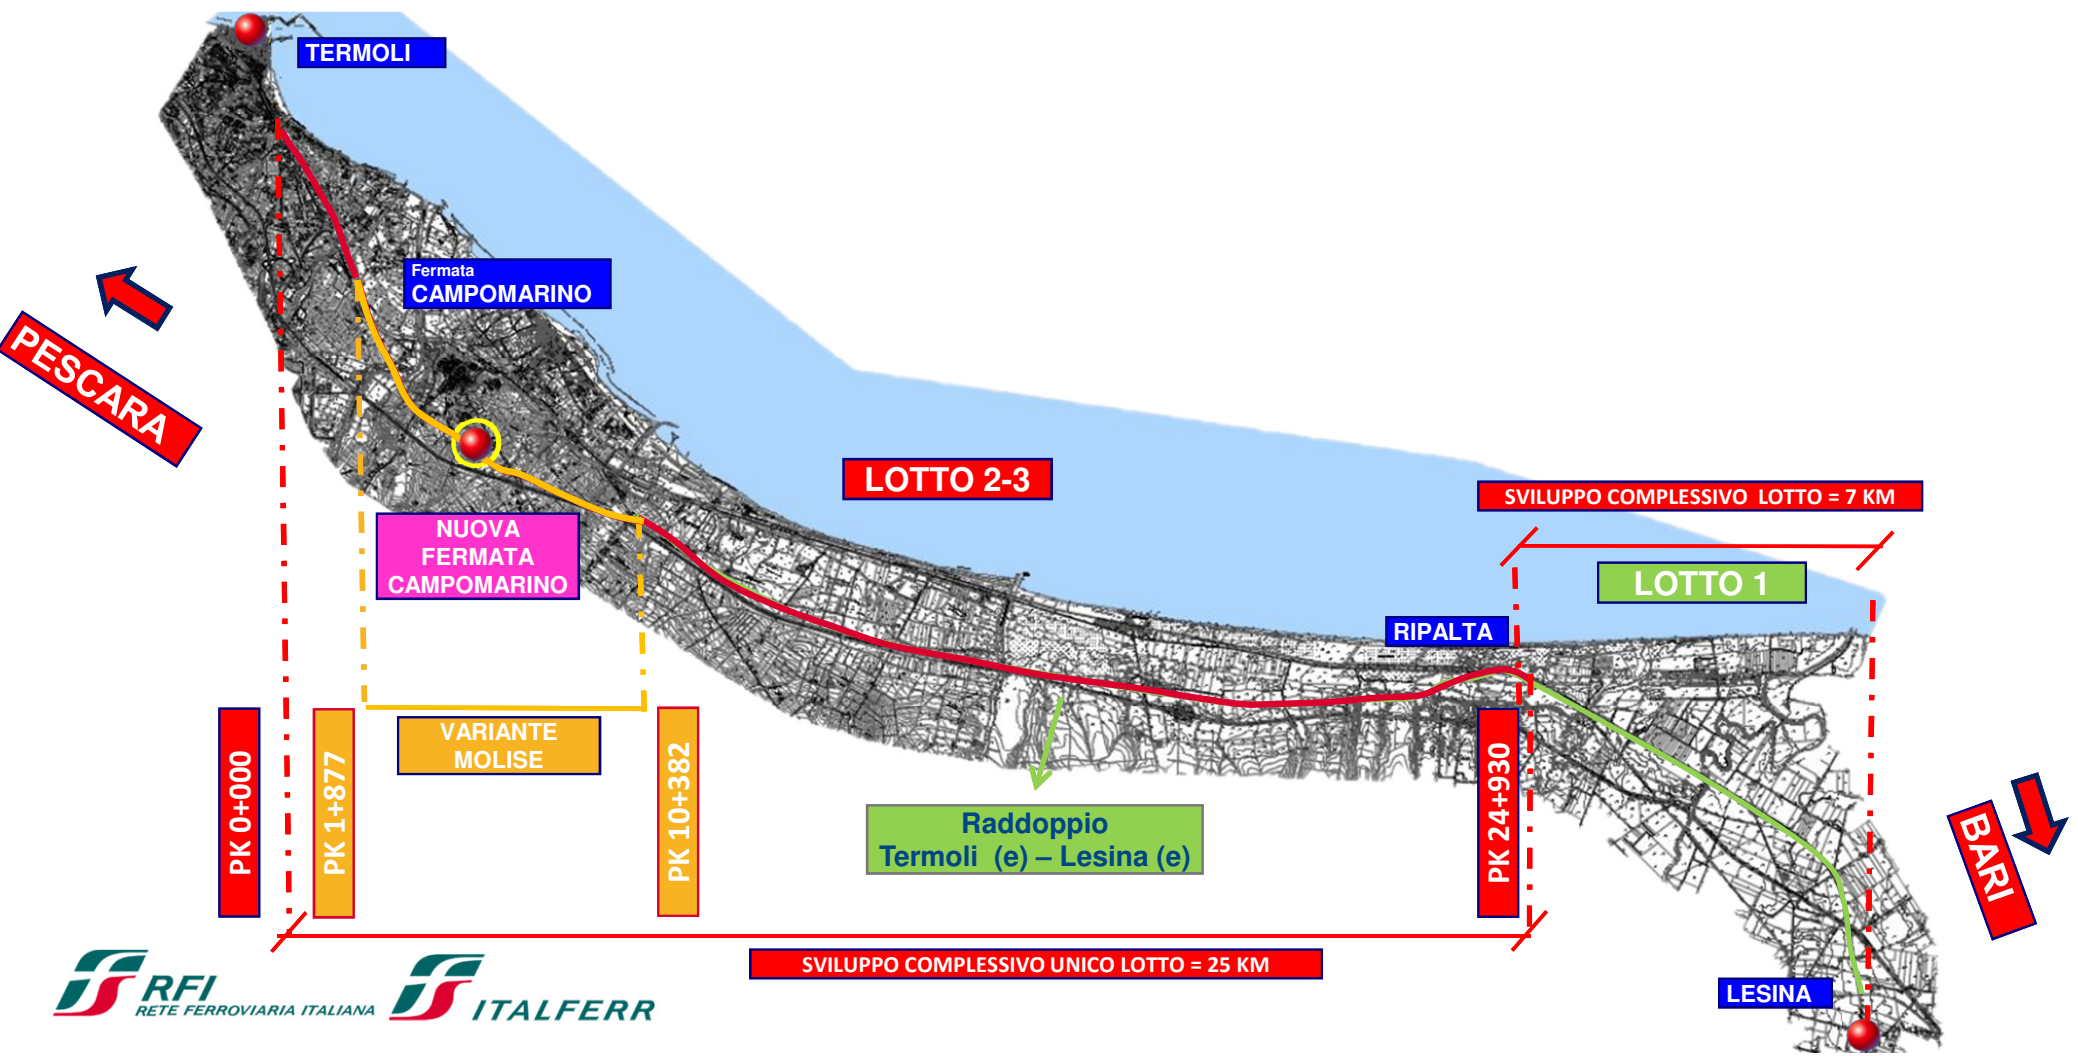 TERMOLI
Fermata
CAMPOMARINO
PESCARA
LOTTO 2-3
SVILUPPO COMPLESSIVO LOTTO = 7 KM
LOTTO 1
NUOVA
FERMATA
CAMPOMARINO
RIPALTA
VARIANTE
MOLISE
PK 0+000
PK 1+877
PK 10+382
PK 24+930
Raddoppio
Termoli (e) – Lesina (e)
BARI
SVILUPPO COMPLESSIVO UNICO LOTTO = 25 KM
LESINA
RFI
RETE FERROVIARIA ITALIANA
ITALFERR